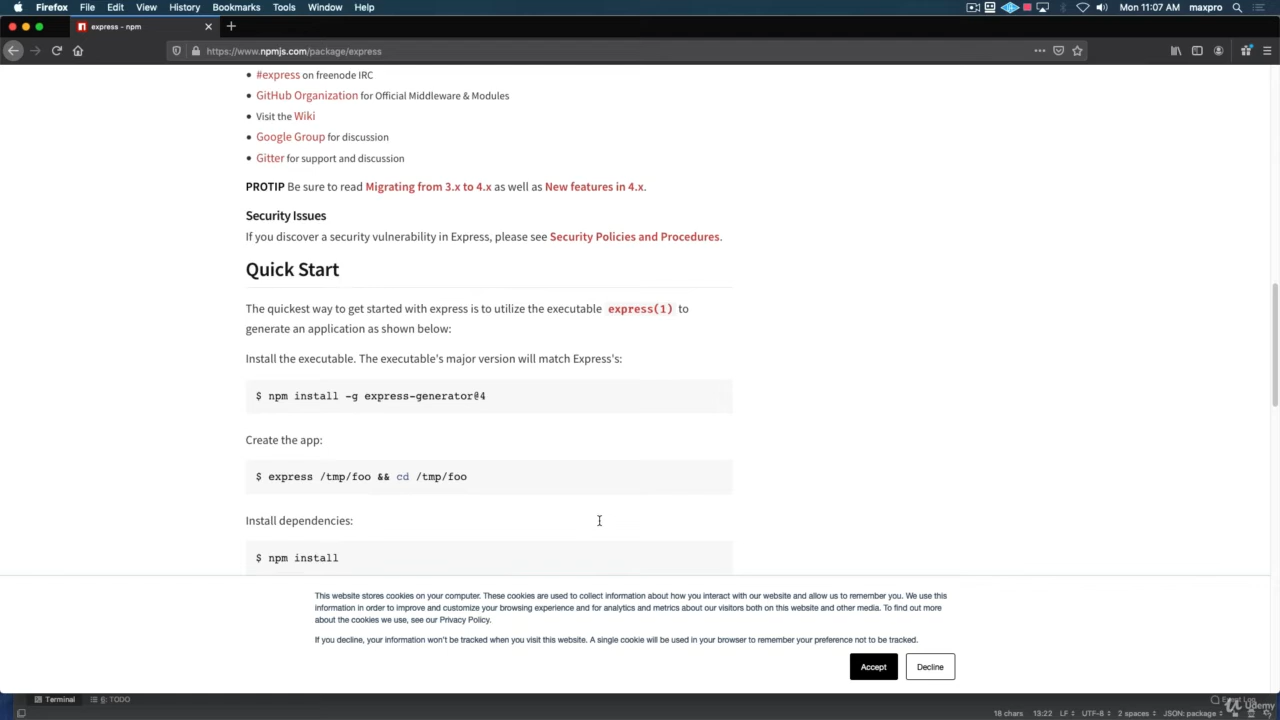 Firefox File Edit View History Bookmarks Tools Window Help Mon 11:07 AM maxpro
express - npm
https://www.npmjs.com/package/express
#express on freenode IRC
GitHub Organization for Official Middleware & Modules
Visit the Wiki
Google Group for discussion
Gitter for support and discussion
PROTIP Be sure to read Migrating from 3.x to 4.x as well as New features in 4.x.
Security Issues
If you discover a security vulnerability in Express, please see Security Policies and Procedures.
Quick Start
The quickest way to get started with express is to utilize the executable express(1) to
generate an application as shown below:
Install the executable. The executable's major version will match Express's:
$ npm install -g express-generator@4
Create the app:
$ express /tmp/foo && cd /tmp/foo
Install dependencies:
$ npm install
This website stores cookies on your computer. These cookies are used to collect information about how you interact with our website and allow us to remember you. We use this
information in order to improve and customize your browsing experience and for analytics and metrics about our visitors both on this website and other media. To find out more
about the cookies we use, see our Privacy Policy.
If you decline, your information won't be tracked when you visit this website. A single cookie will be used in your browser to remember your preference not to be tracked.
Accept Decline
Terminal 6: TODO Event Log
18 chars 13:22 LF UTF-8 2 spaces JSON: package
Udemy